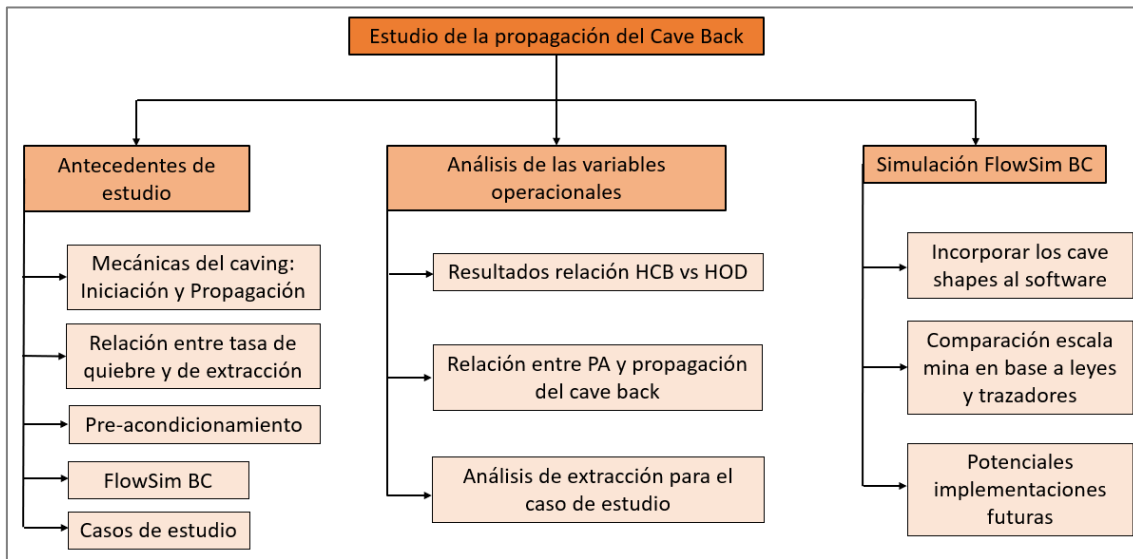 Estudio de la propagación del Cave Back
Antecedentes de
estudio
Mecánicas del caving:
Iniciación y Propagación
Relación entre tasa de
quiebre y de extracción
Pre-acondicionamiento
FlowSim BC
Casos de estudio
Análisis de las variables
operacionales
Resultados relación HCB vs HOD
Relación entre PA y propagación
del cave back
Análisis de extracción para el
caso de estudio
Simulación FlowSim BC
Incorporar los cave
shapes al software
Comparación escala
mina en base a leyes
y trazadores
Potenciales
implementaciones
futuras